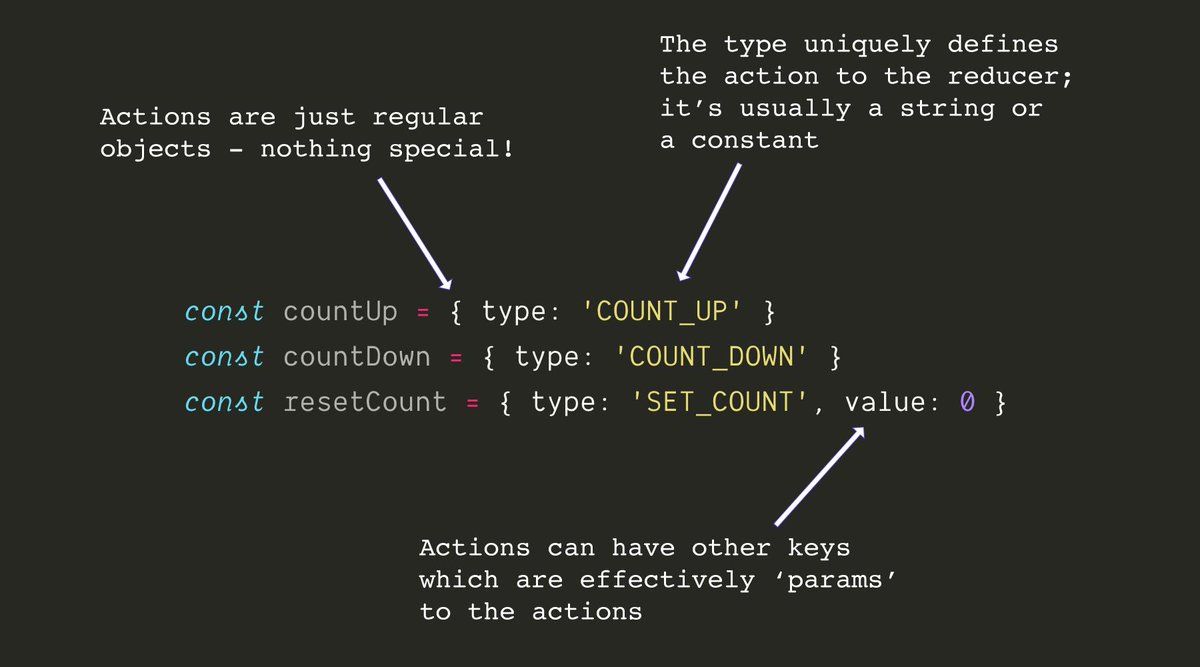 The type uniquely defines
the action to the reducer;
it’s usually a string or
a constant
Actions are just regular
objects – nothing special!
const countUp = { type: 'COUNT_UP' }
const countDown = { type: 'COUNT_DOWN' }
const resetCount = { type: 'SET_COUNT', value: 0 }
Actions can have other keys
which are effectively ‘params’
to the actions